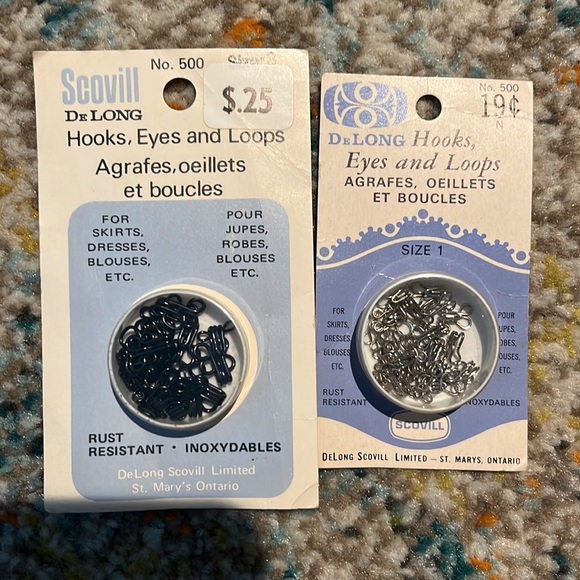 Scovill
DE LONG
No. 500
$.25
Hooks, Eyes and Loops
Agrafes, oeillets
et boucles
FOR
SKIRTS,
DRESSES,
BLOUSES,
ETC.
POUR
JUPES,
ROBES,
BLOUSES
ETC.
RUST
RESISTANT • INOXYDABLES
DeLong Scovill Limited
St. Mary's Ontario
No. 500
19¢
N
DELONG Hooks,
Eyes and Loops
AGRAFES, OEILLETS
ET BOUCLES
SIZE 1
FOR
SKIRTS,
DRESSES
BLOUSES
ETC.
POUR
JUPES,
ROBES,
BLOUSES,
ETC.
RUST
RESISTANT
INOXYDABLES
SCOVILL
DELONG SCOVILL LIMITED — ST. MARYS, ONTARIO